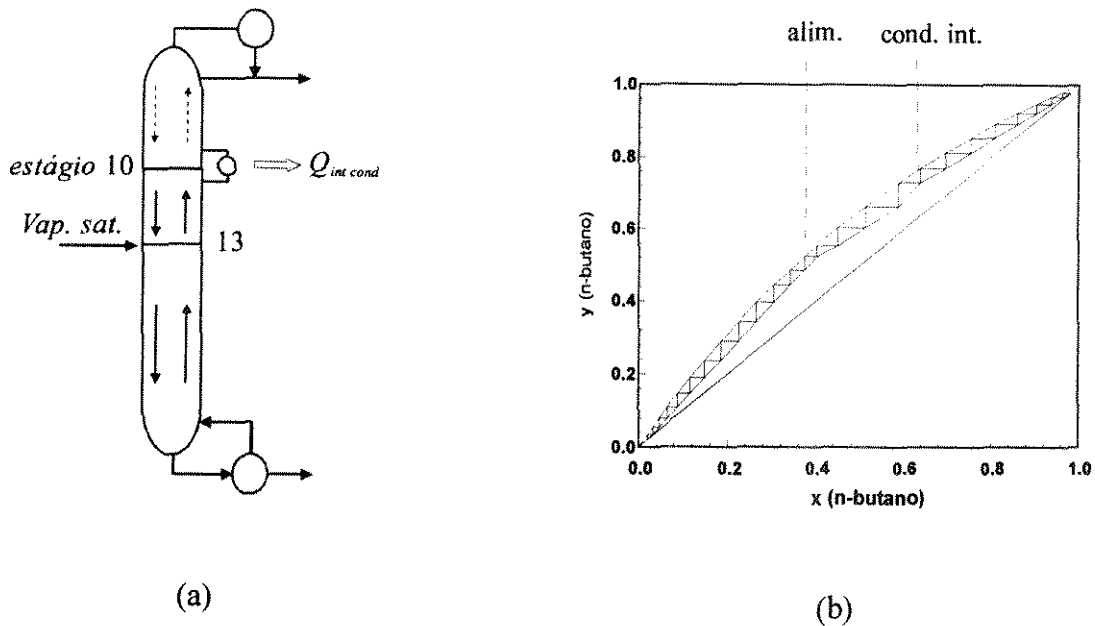 estágio 10
Q int cond
Vap. sat.
13
(a)
alim. cond. int.
1.0
0.8
0.6
0.4
0.2
0.0
y (n-butano)
0.0 0.2 0.4 0.6 0.8 1.0
x (n-butano)
(b)